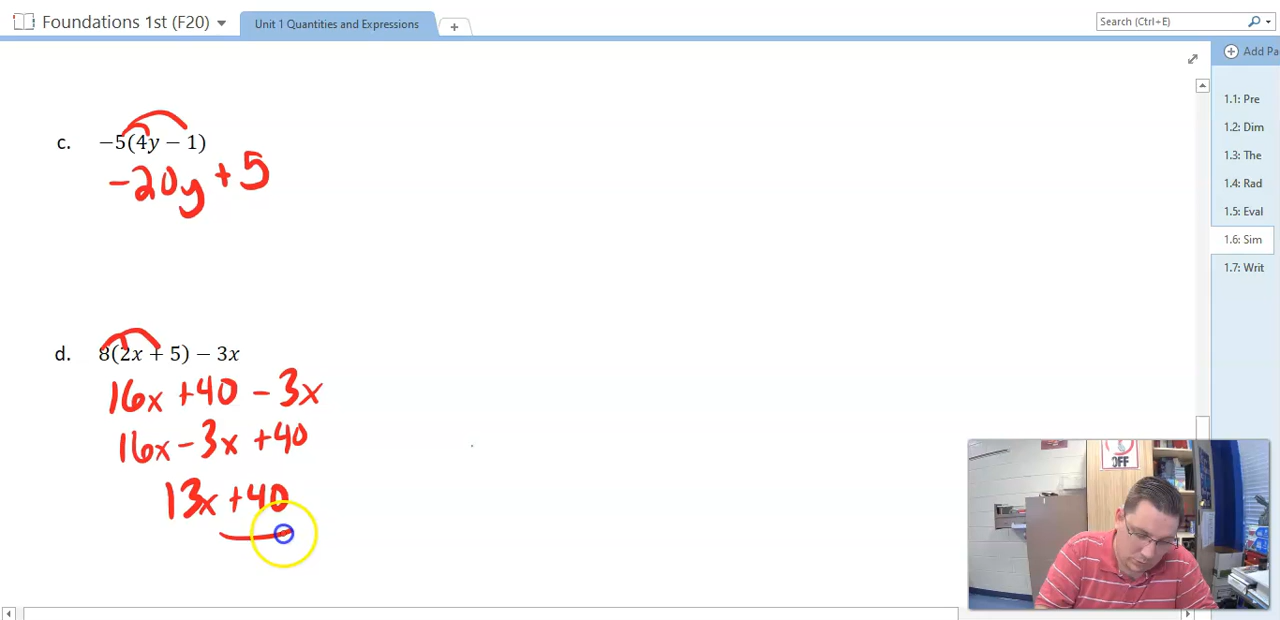 Foundations 1st (F20)
Unit 1 Quantities and Expressions
+
Search (Ctrl+E)
Add Pa
1.1: Pre
1.2: Dim
1.3: The
1.4: Rad
1.5: Eval
1.6: Sim
1.7: Writ
c. −5(4y − 1)
-20y + 5
d. 8(2x + 5) − 3x
16x + 40 - 3x
16x - 3x + 40
13x + 40
OFF